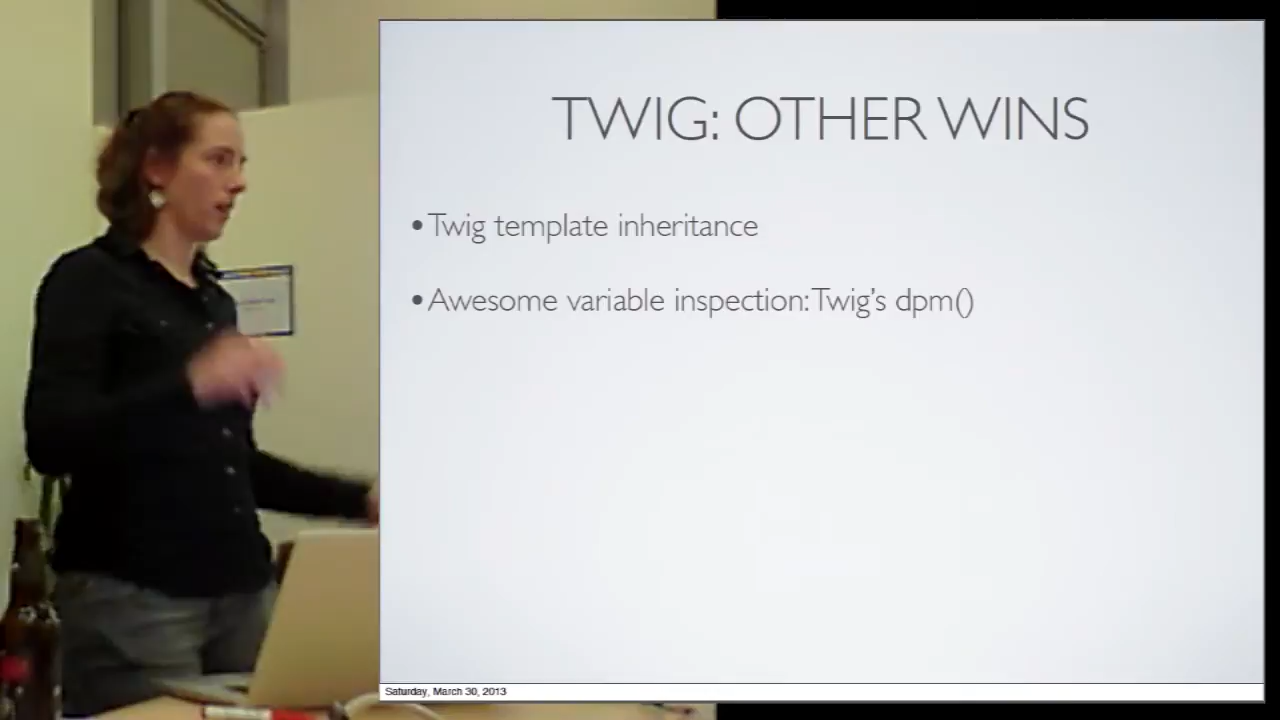 TWIG: OTHER WINS
•Twig template inheritance
•Awesome variable inspection: Twig's dpm()
Saturday, March 30, 2013